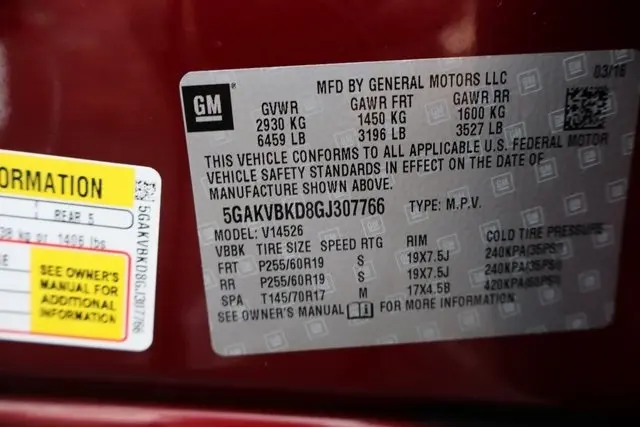 ORMATION
REAR 5
38 kg or 1406 lbs
SEE OWNER'S
MANUAL FOR
ADDITIONAL
INFORMATION
5GAKVBKD8GJ307766
GM
MFD BY GENERAL MOTORS LLC
03/16
GVWR GAWR FRT GAWR RR
2930 KG 1450 KG 1600 KG
6459 LB 3196 LB 3527 LB
THIS VEHICLE CONFORMS TO ALL APPLICABLE U.S. FEDERAL MOTOR
VEHICLE SAFETY STANDARDS IN EFFECT ON THE DATE OF
MANUFACTURE SHOWN ABOVE.
5GAKVBKD8GJ307766 TYPE: M.P.V.
MODEL: V14526
VBBK TIRE SIZE SPEED RTG RIM COLD TIRE PRESSURE
FRT P255/60R19 S 19X7.5J 240KPA(35PSI)
RR P255/60R19 S 19X7.5J 240KPA(35PSI)
SPA T145/70R17 M 17X4.5B 420KPA(60PSI)
SEE OWNER'S MANUAL FOR MORE INFORMATION